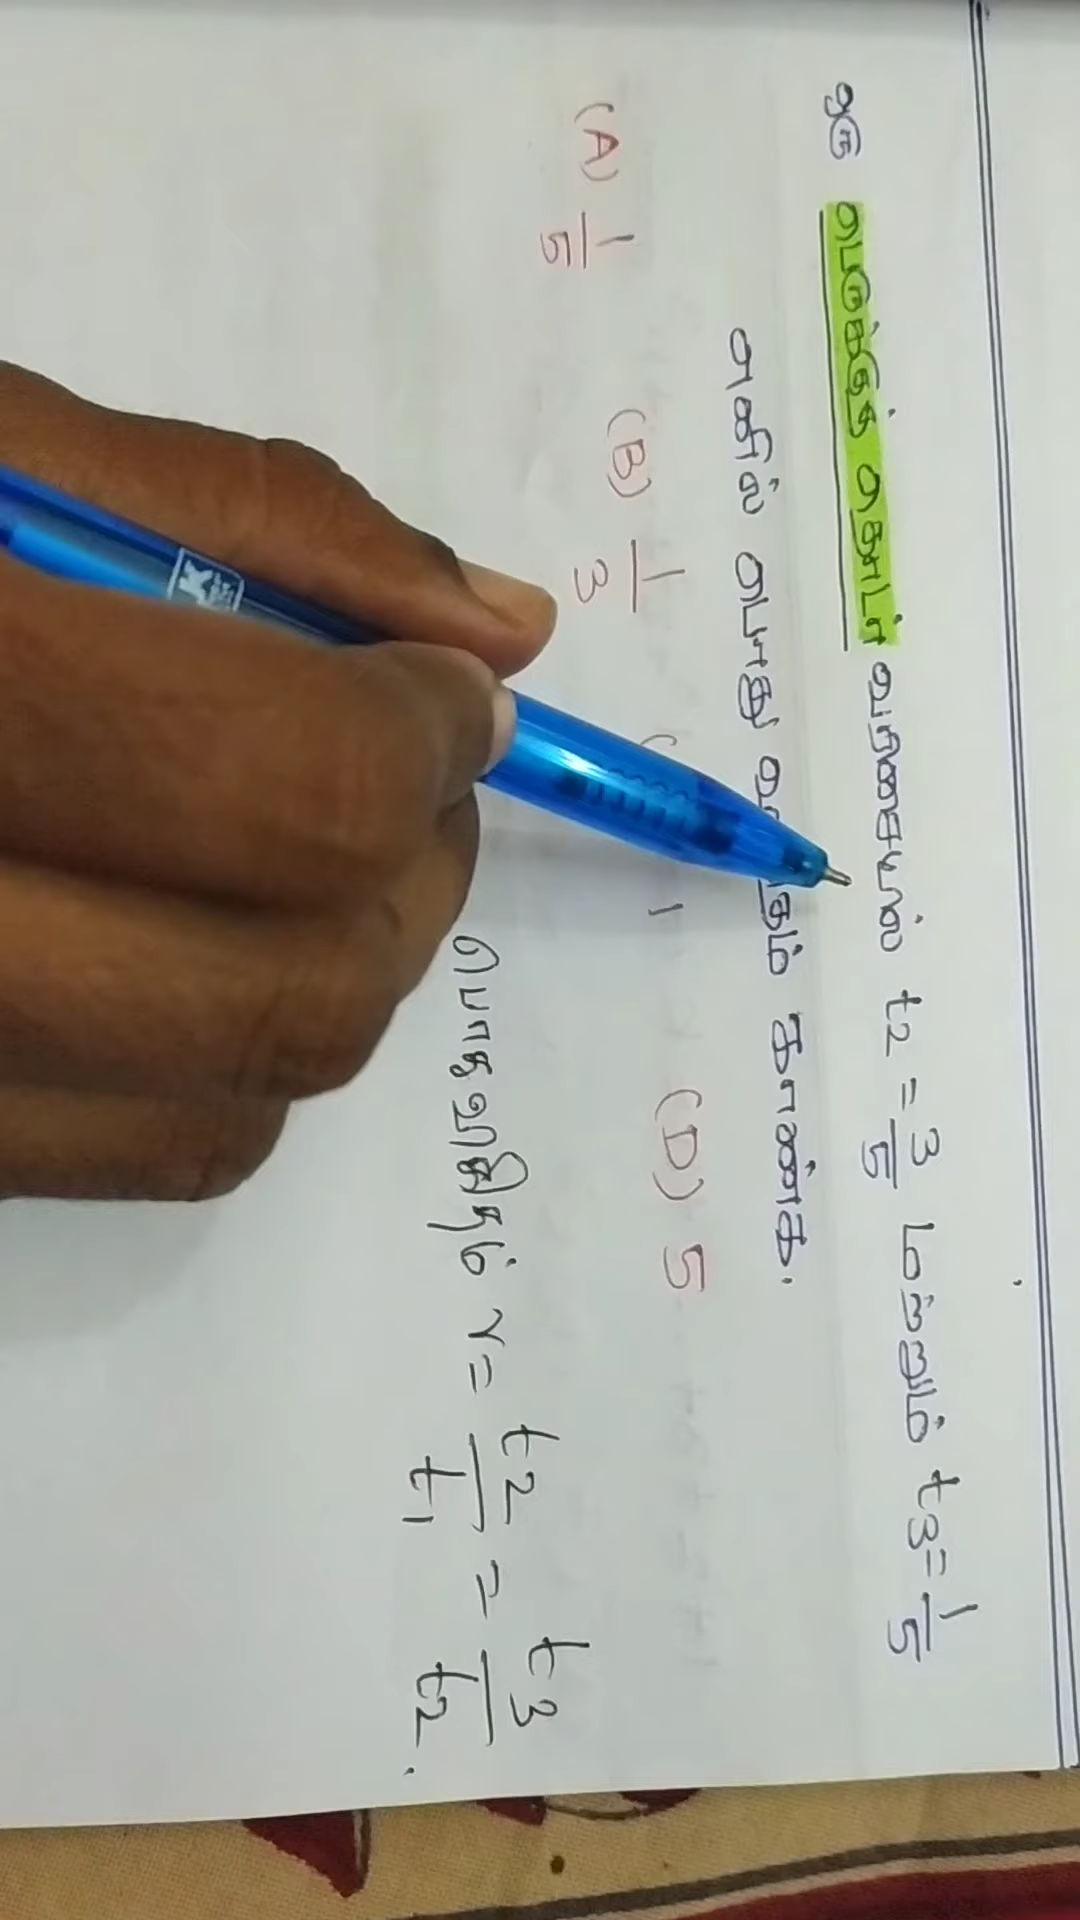 ஒரு பெருக்குத் தொடர் வரிசையில் t2 = 3/5 மற்றும் t3 = 1/5
எனில் பொது காண்க.
(A) 1/5 (B) 1/3 1 (D) 5
பொதுவிகிதம் r = t2/t1 = t3/t2.